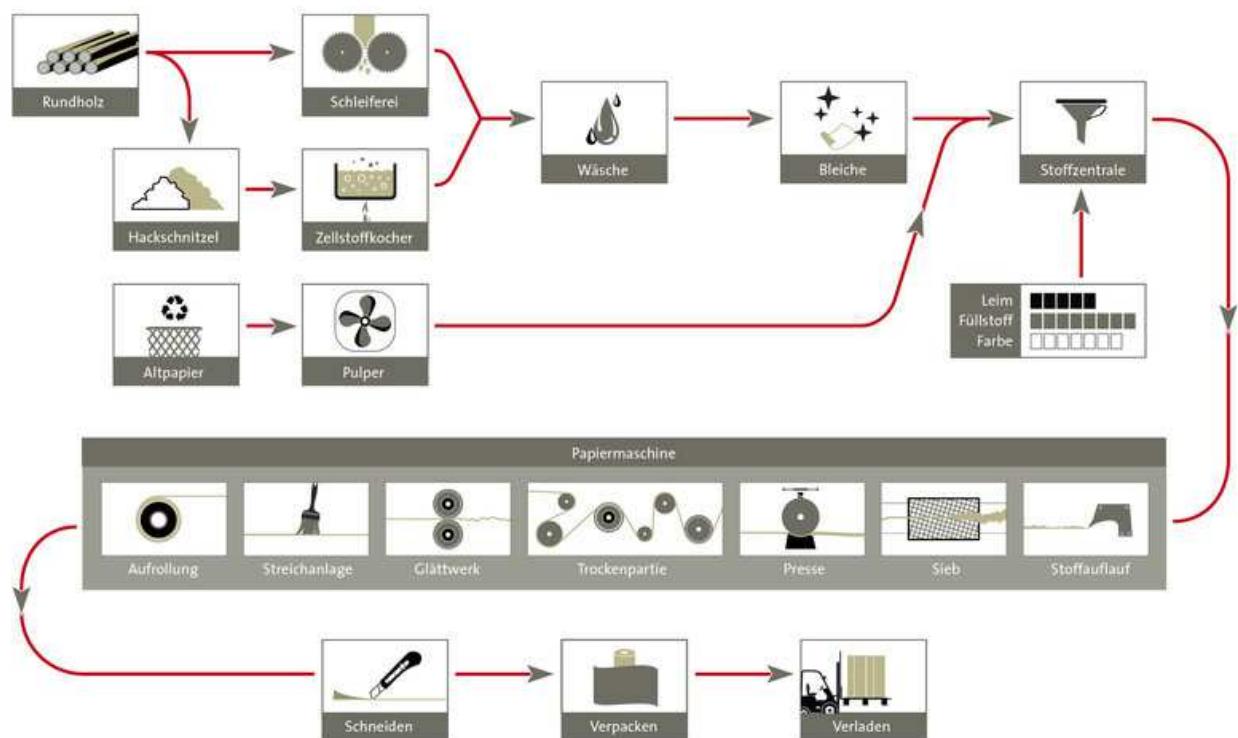 Rundholz
Schleiferei
Wäsche
Bleiche
Stoffzentrale
Hackschnitzel
Zellstoffkocher
Altpapier
Pulper
Leim
Füllstoff
Farbe
Papiermaschine
Aufrollung
Streichanlage
Glättwerk
Trockenpartie
Presse
Sieb
Stoffauflauf
Schneiden
Verpacken
Verladen